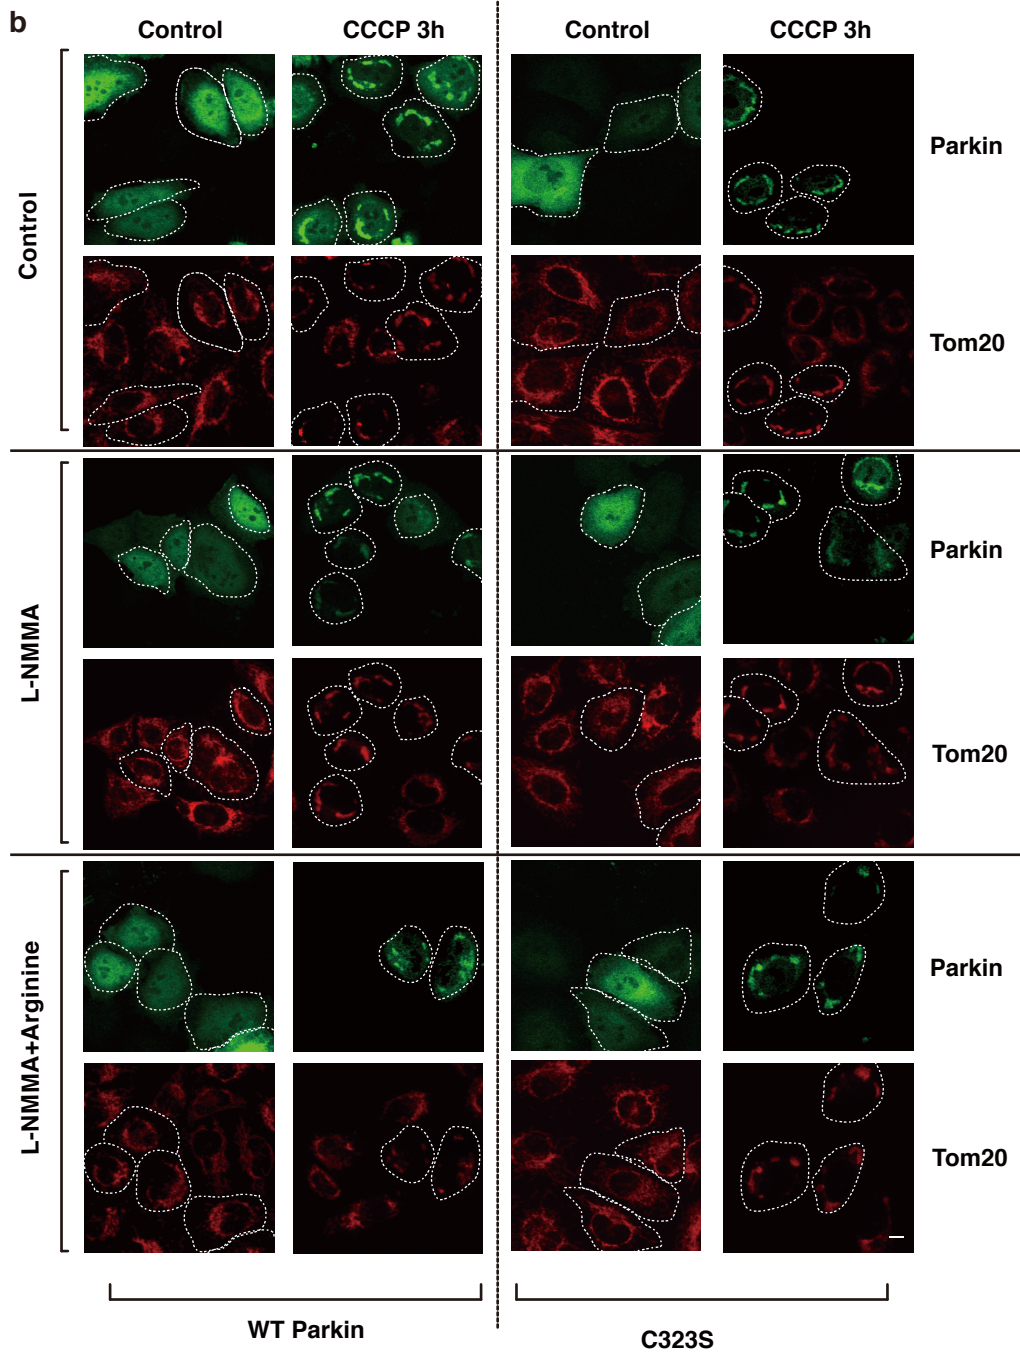 b
Control CCCP 3h Control CCCP 3h
Control
Parkin
Tom20
L-NMMA
Parkin
Tom20
L-NMMA+Arginine
Parkin
Tom20
WT Parkin
C323S